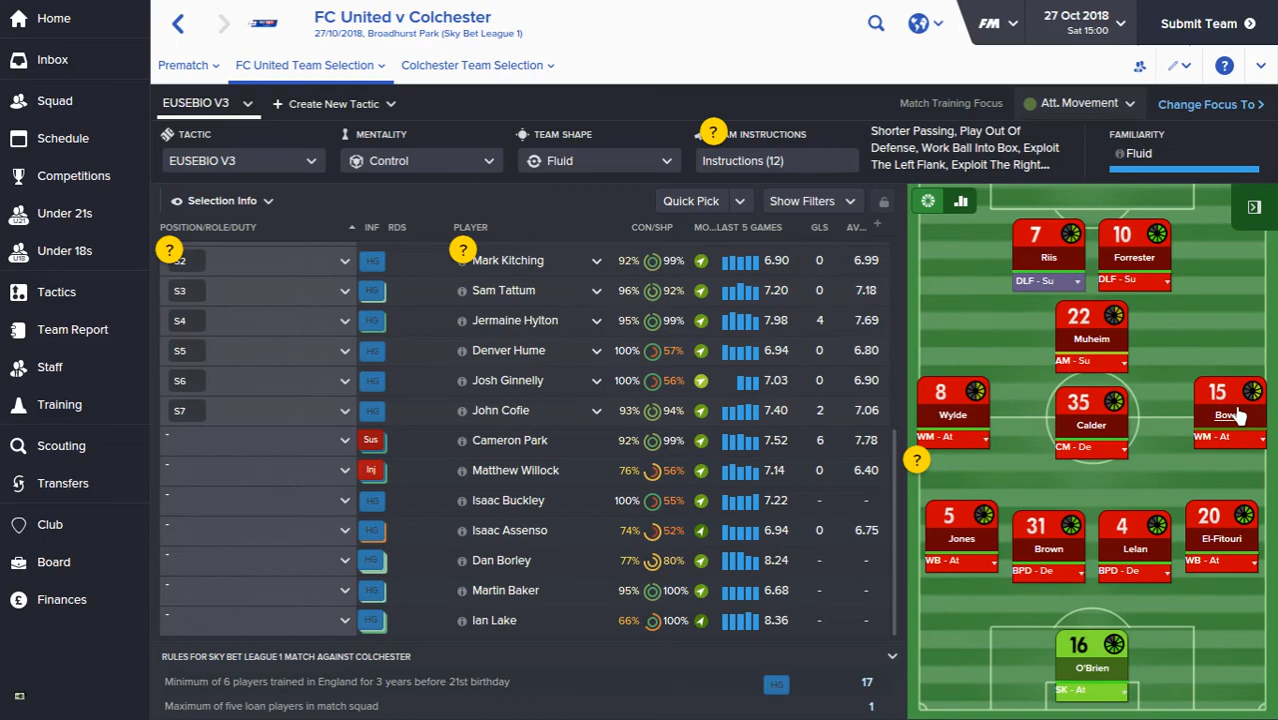 Home
Inbox
Squad
Schedule
Competitions
Under 21s
Under 18s
Tactics
Team Report
Staff
Training
Scouting
Transfers
Club
Board
Finances
FC United v Colchester
27/10/2018, Broadhurst Park (Sky Bet League 1)
FM
27 Oct 2018
Sat 15:00
Submit Team
Prematch
FC United Team Selection
Colchester Team Selection
?
EUSEBIO V3
+ Create New Tactic
Match Training Focus
Att. Movement
Change Focus To >
TACTIC
EUSEBIO V3
MENTALITY
Control
TEAM SHAPE
Fluid
? INSTRUCTIONS
Instructions (12)
Shorter Passing, Play Out Of
Defense, Work Ball Into Box, Exploit
The Left Flank, Exploit The Right...
FAMILIARITY
Fluid
Selection Info
Quick Pick
Show Filters
POSITION/ROLE/DUTY INF RDS PLAYER CON/SHP MO... LAST 5 GAMES GLS AV... +
? ?
S2 HG Mark Kitching 92% 99% 6.90 0 6.99
S3 HG Sam Tattum 96% 92% 7.20 0 7.18
S4 HG Jermaine Hylton 95% 99% 7.98 4 7.69
S5 HG Denver Hume 100% 57% 6.94 0 6.80
S6 HG Josh Ginnelly 100% 56% 7.03 0 6.90
S7 HG John Cofie 93% 94% 7.40 2 7.06
- Sus Cameron Park 92% 99% 7.52 6 7.78
- Inj Matthew Willock 76% 56% 7.14 0 6.40
- HG Isaac Buckley 100% 55% 7.22 - -
- HG Isaac Assenso 74% 52% 6.94 0 6.75
- HG Dan Borley 77% 80% 8.24 - -
- HG Martin Baker 95% 100% 6.68 - -
- HG Ian Lake 66% 100% 8.36 - -
RULES FOR SKY BET LEAGUE 1 MATCH AGAINST COLCHESTER
Minimum of 6 players trained in England for 3 years before 21st birthday HG 17
Maximum of five loan players in match squad 1
7 10
Riis Forrester
DLF - Su DLF - Su
22
Muheim
AM - Su
8 35 15
Wylde Calder
WM - At CM - De WM - At
?
5 31 4 20
Jones Brown Lelan El-Fitouri
WB - At BPD - De BPD - De WB - At
16
O'Brien
SK - At